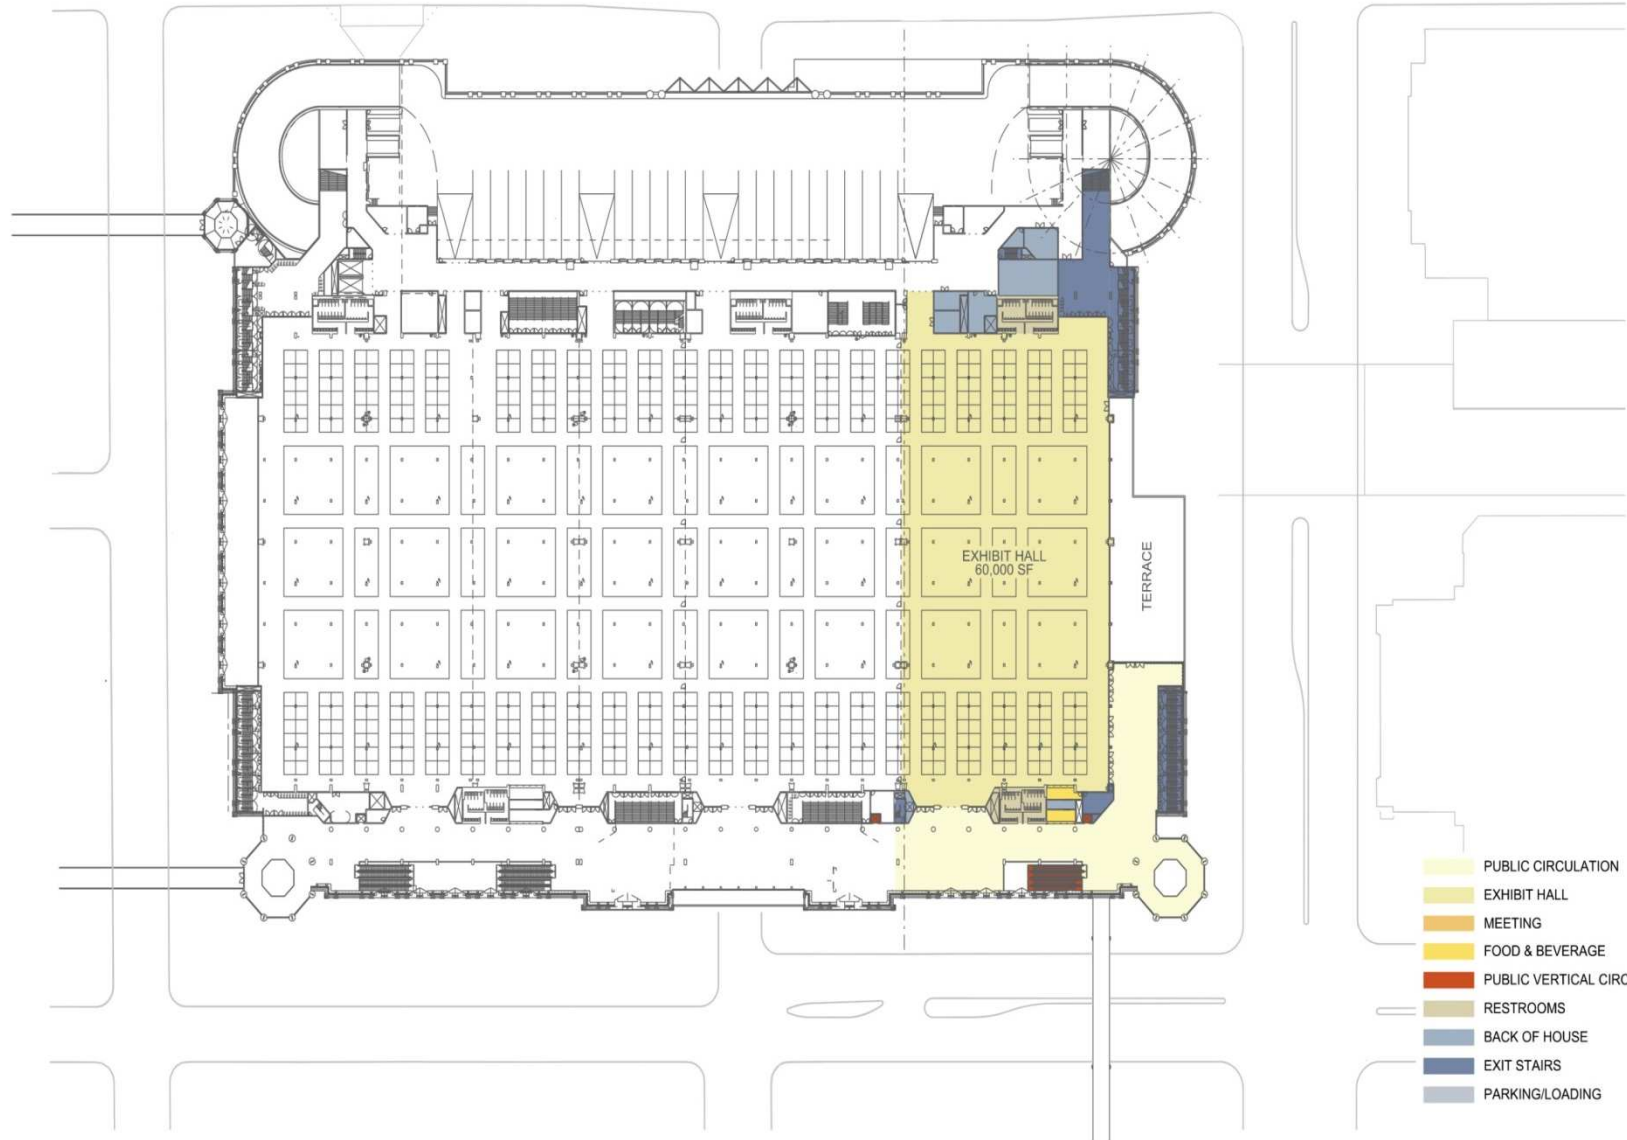 EXHIBIT HALL
60,000 SF
TERRACE
PUBLIC CIRCULATION
EXHIBIT HALL
MEETING
FOOD & BEVERAGE
PUBLIC VERTICAL CIRC
RESTROOMS
BACK OF HOUSE
EXIT STAIRS
PARKING/LOADING